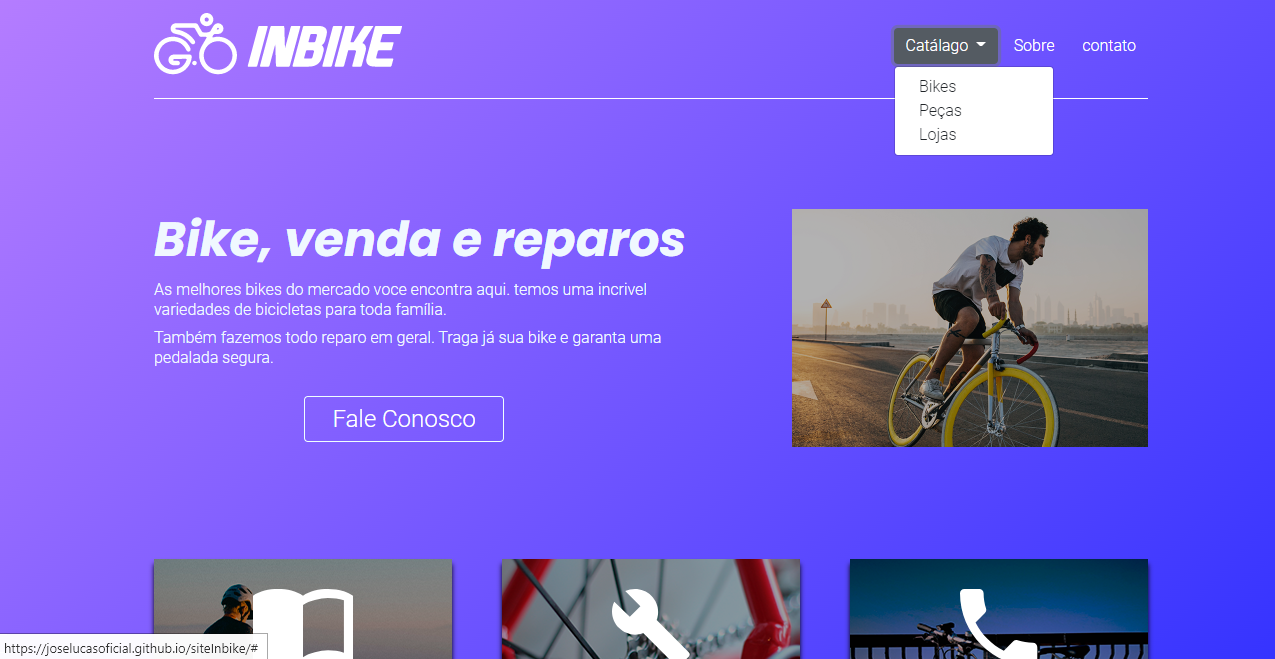 INBIKE
Catálago
Sobre
contato
Bikes
Peças
Lojas
Bike, venda e reparos
As melhores bikes do mercado voce encontra aqui. temos uma incrivel
variedades de bicicletas para toda família.
Também fazemos todo reparo em geral. Traga já sua bike e garanta uma
pedalada segura.
Fale Conosco
https://joselucasoficial.github.io/siteInbike/#